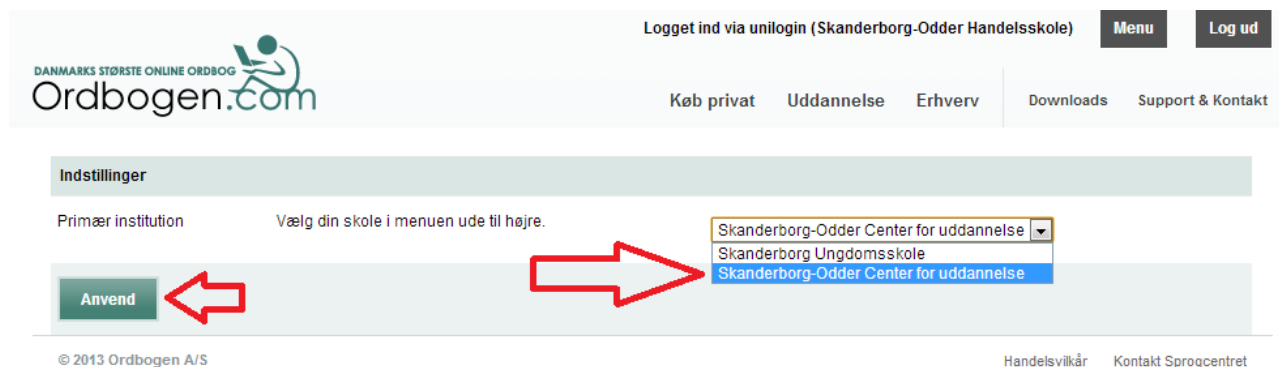 Logget ind via unilogin (Skanderborg-Odder Handelsskole) Menu Log ud
DANMARKS STØRSTE ONLINE ORDBOG
Ordbogen.com
Køb privat Uddannelse Erhverv Downloads Support & Kontakt
Indstillinger
Primær institution Vælg din skole i menuen ude til højre. Skanderborg-Odder Center for uddannelse
Skanderborg Ungdomsskole
Skanderborg-Odder Center for uddannelse
Anvend
© 2013 Ordbogen A/S Handelsvilkår Kontakt Sprogcentret